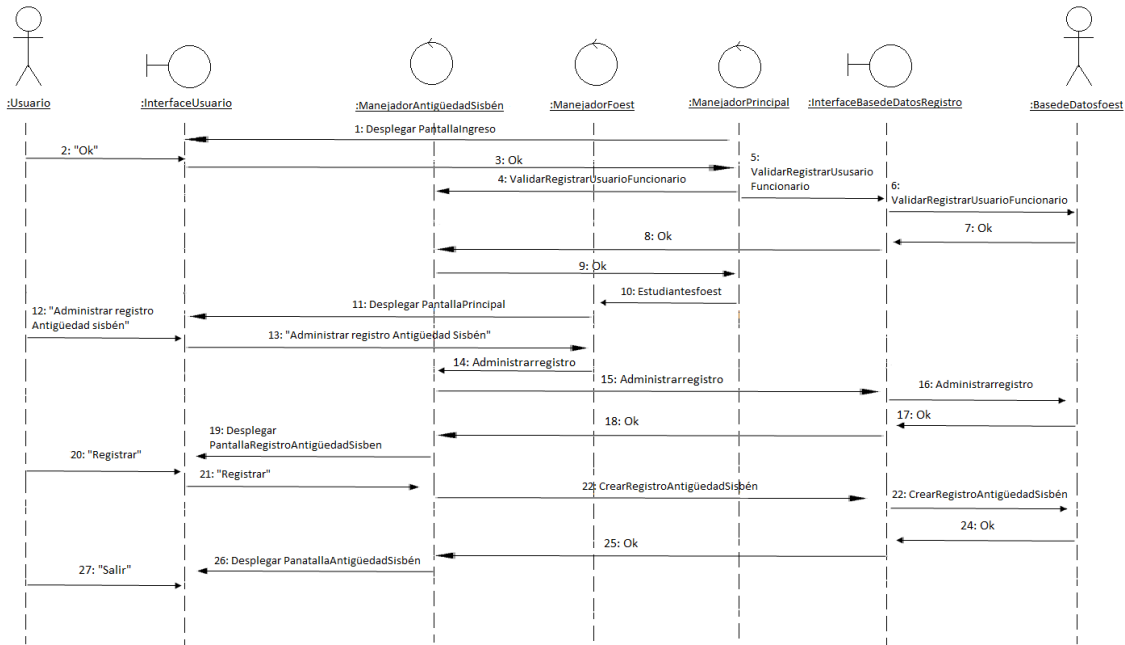 :Usuario
:InterfaceUsuario
:ManejadorAntigüedadSisbén
:ManejadorFoest
:ManejadorPrincipal
:InterfaceBasedeDatosRegistro
:BasedeDatosfoest
1: Desplegar PantallaIngreso
2: "Ok"
3: Ok
4: ValidarRegistrarUsuarioFuncionario
5:
ValidarRegistrarUsusario
Funcionario
6:
ValidarRegistrarUsuarioFuncionario
7: Ok
8: Ok
9: Ok
10: Estudiantesfoest
11: Desplegar PantallaPrincipal
12: "Administrar registro
Antigüedad sisbén"
13: "Administrar registro Antigüedad Sisbén"
14: Administrarregistro
15: Administrarregistro
16: Administrarregistro
17: Ok
18: Ok
19: Desplegar
PantallaRegistroAntigüedadSisben
20: "Registrar"
21: "Registrar"
22: CrearRegistroAntigüedadSisbén
22: CrearRegistroAntigüedadSisbén
24: Ok
25: Ok
26: Desplegar PanatallaAntigüedadSisbén
27: "Salir"